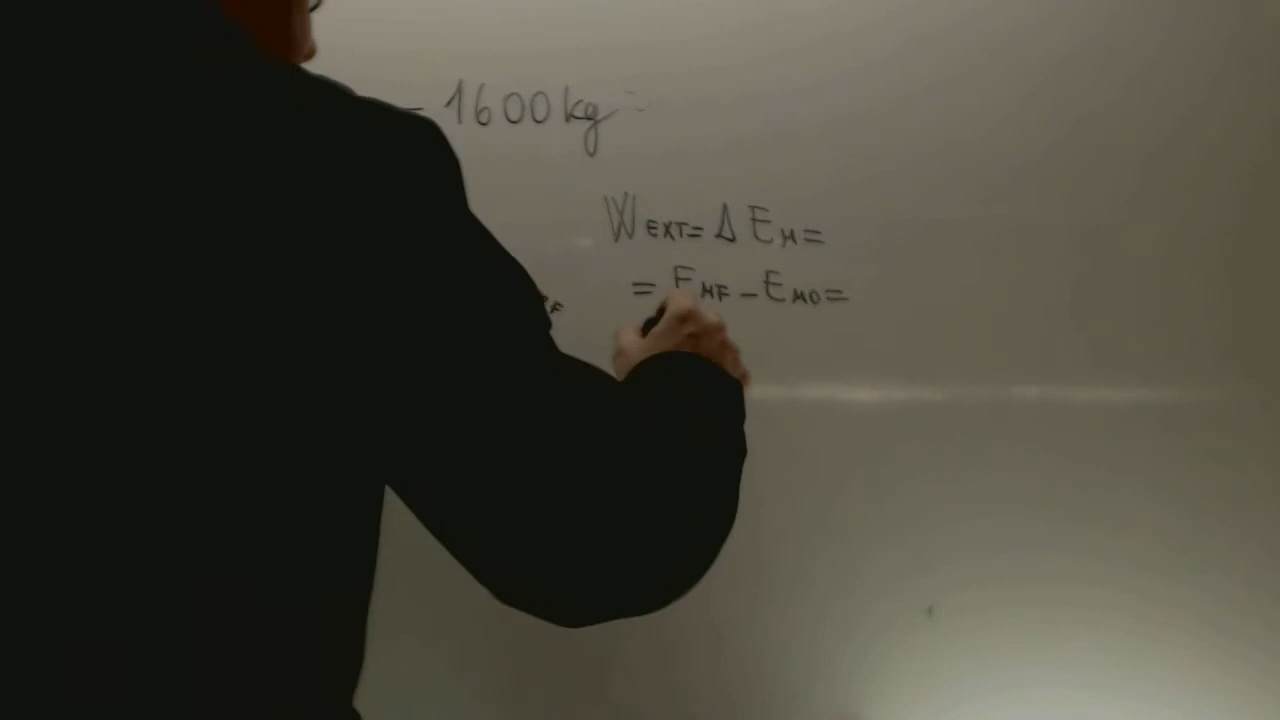 - 1600 kg
W EXT = Δ E M =
= E MF - E MO =